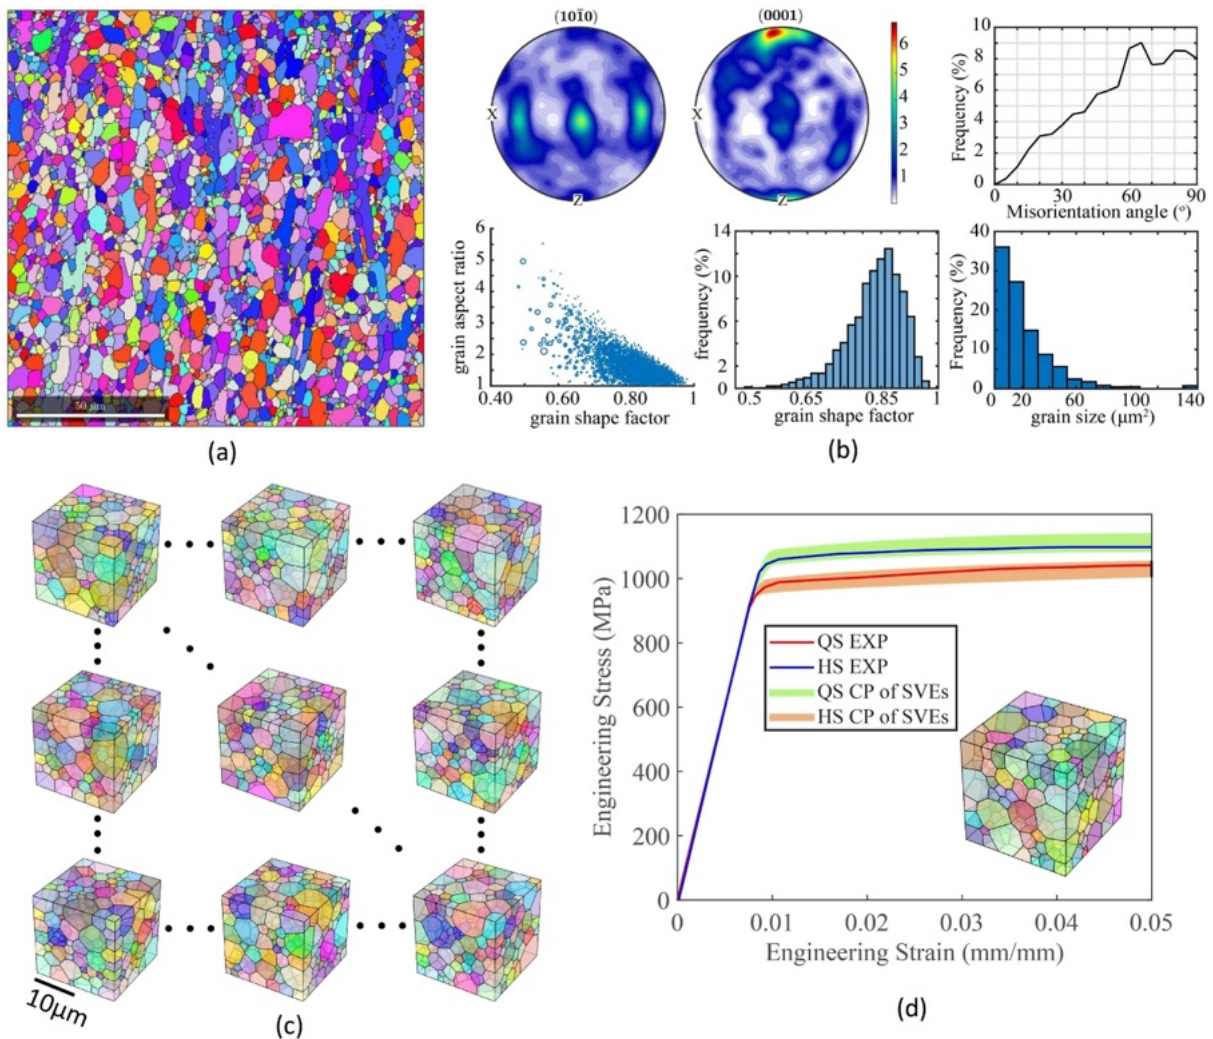 (101̄0)
(0001)
X
Z
X
Z
6
5
4
3
2
1
Frequency (%)
10
8
6
4
2
0
0 30 60 90
Misorientation angle (°)
50 μm
(a)
grain aspect ratio
6
5
4
3
2
1
0.40 0.60 0.80 1
grain shape factor
frequency (%)
14
10
6
4
0
0.5 0.65 0.85 1
grain shape factor
Frequency (%)
40
30
20
10
0
20 60 100 140
grain size (μm²)
(b)
10μm
(c)
Engineering Stress (MPa)
1200
1000
800
600
400
200
0
QS EXP
HS EXP
QS CP of SVEs
HS CP of SVEs
0 0.01 0.02 0.03 0.04 0.05
Engineering Strain (mm/mm)
(d)